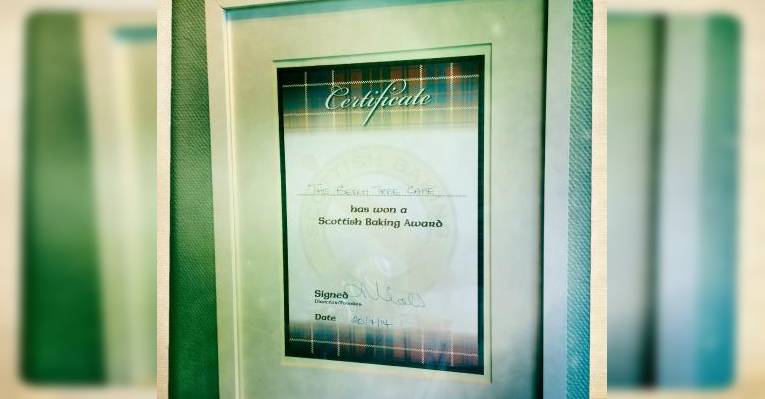 Certificate
The Beech Tree Cafe
has won a
Scottish Baking Award
Signed
Date